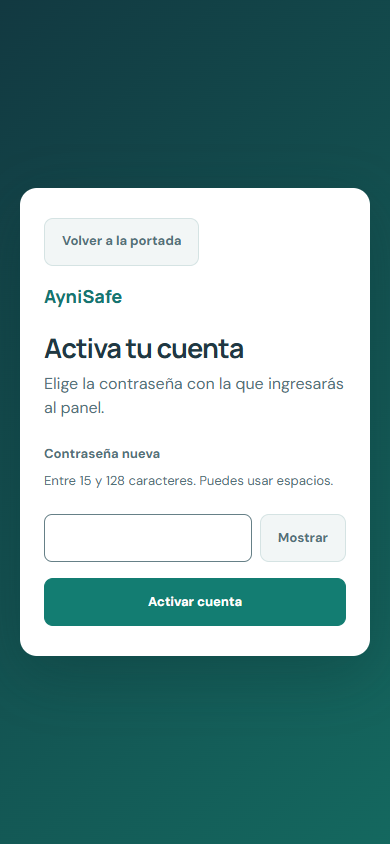 Volver a la portada
AyniSafe
Activa tu cuenta
Elige la contraseña con la que ingresarás
al panel.
Contraseña nueva
Entre 15 y 128 caracteres. Puedes usar espacios.
Mostrar
Activar cuenta